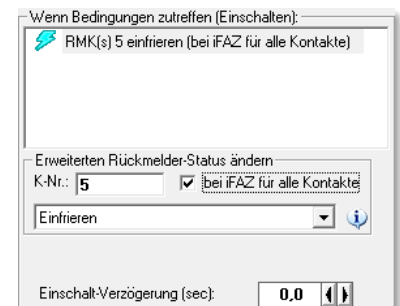 Wenn Bedingungen zutreffen (Einschalten):
RMK(s) 5 einfrieren (bei iFAZ für alle Kontakte)
Erweiterten Rückmelder-Status ändern
K-Nr.: 5 bei iFAZ für alle Kontakte
Einfrieren
Einschalt-Verzögerung (sec): 0,0